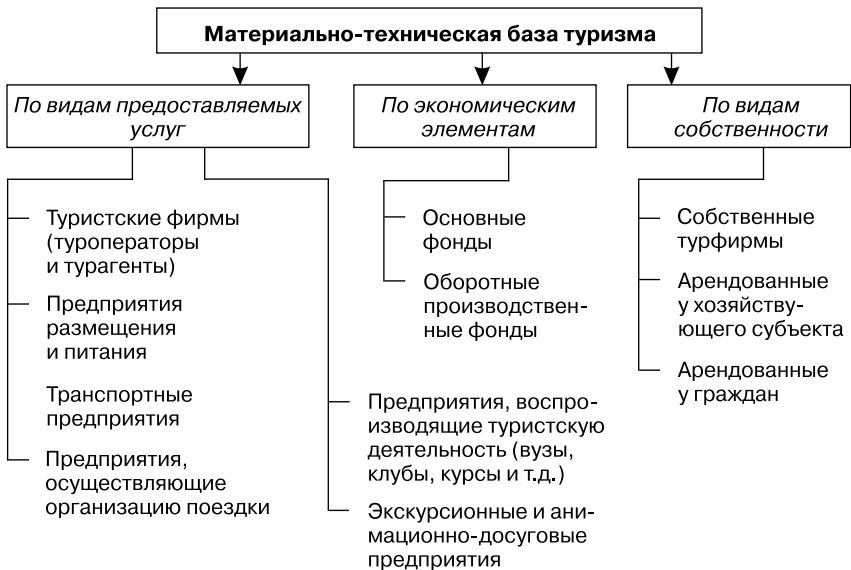 Материально-техническая база туризма
По видам предоставляемых
услуг
Туристские фирмы
(туроператоры
и турагенты)
Предприятия
размещения
и питания
Транспортные
предприятия
Предприятия,
осуществляющие
организацию поездки
Предприятия, воспро-
изводящие туристскую
деятельность (вузы,
клубы, курсы и т.д.)
Экскурсионные и ани-
мационно-досуговые
предприятия
По экономическим
элементам
Основные
фонды
Оборотные
производствен-
ные фонды
По видам
собственности
Собственные
турфирмы
Арендованные
у хозяйству-
ющего субъекта
Арендованные
у граждан